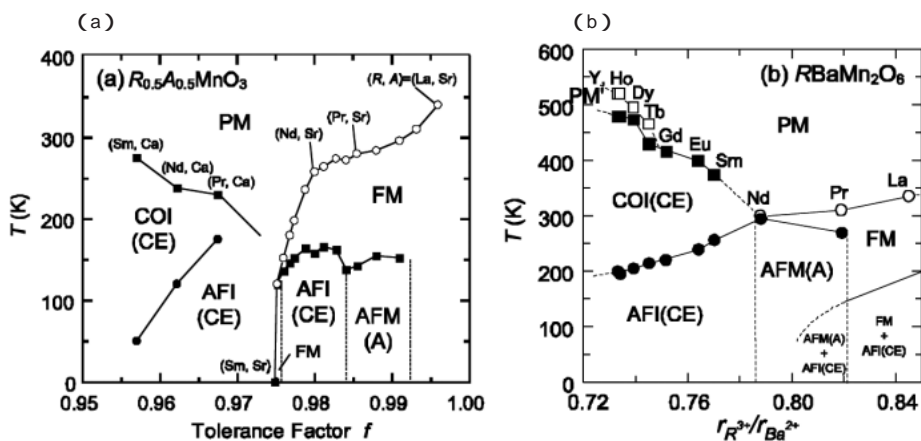 (a)
(b)
(a) R0.5A0.5MnO3
(R, A)=(La, Sr)
PM
(Pr, Sr)
(Nd, Sr)
(Sm, Ca)
(Nd, Ca)
(Pr, Ca)
COI
(CE)
FM
AFI
(CE)
AFI
(CE)
AFM
(A)
(Sm, Sr)
FM
T (K)
400
350
300
250
200
150
100
50
0
0.95 0.96 0.97 0.98 0.99 1.00
Tolerance Factor f
(b) RBaMn2O6
Y, Ho
PM'
Dy
Tb
PM
Gd
Eu
Sm
Nd
Pr
La
COI(CE)
FM
AFM(A)
AFI(CE)
AFM(A)
+
AFI(CE)
FM
+
AFI(CE)
T (K)
600
500
400
300
200
100
0
0.72 0.76 0.80 0.84
rR3+/rBa2+